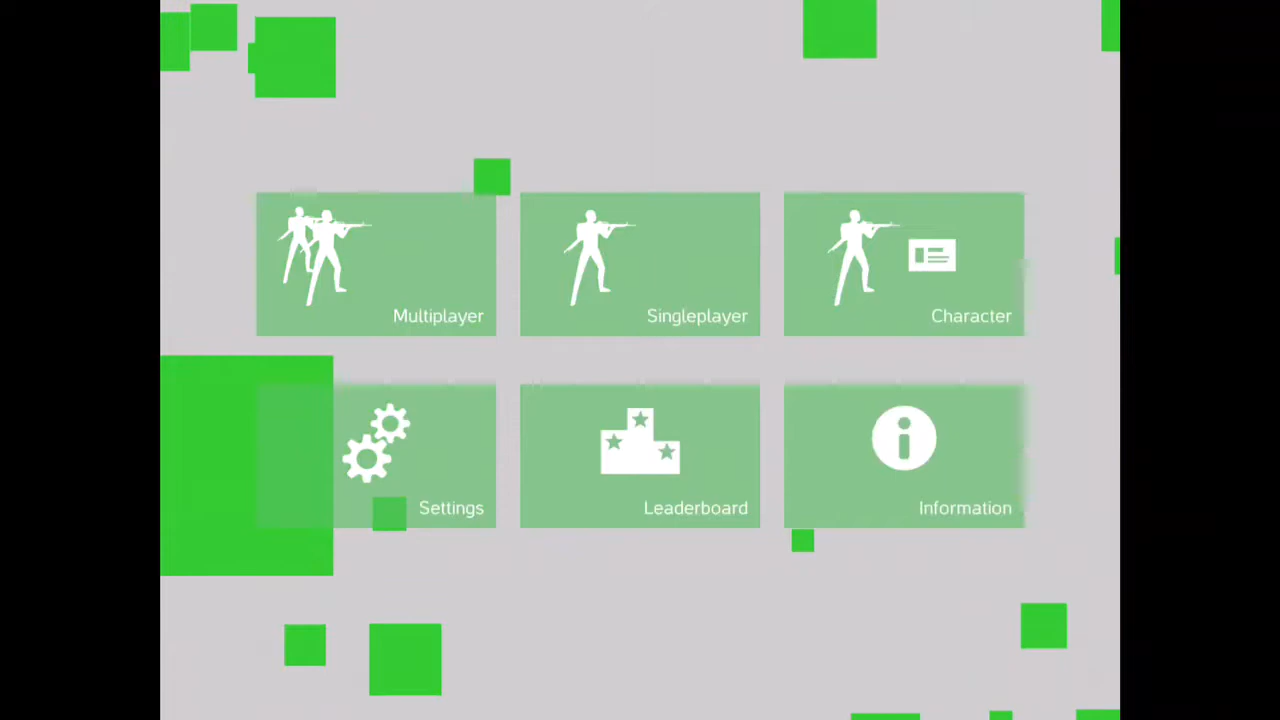 Multiplayer
Singleplayer
Character
Settings
Leaderboard
Information